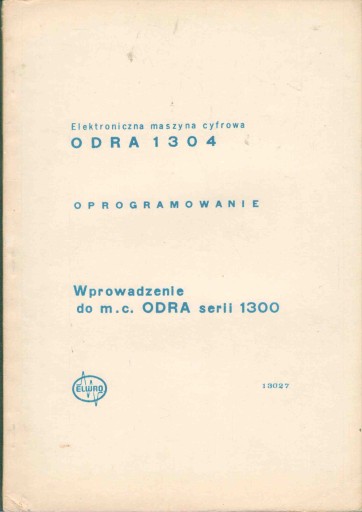 Elektroniczna maszyna cyfrowa
ODRA 1304
OPROGRAMOWANIE
Wprowadzenie
do m.c. ODRA serii 1300
ELWRO
13027